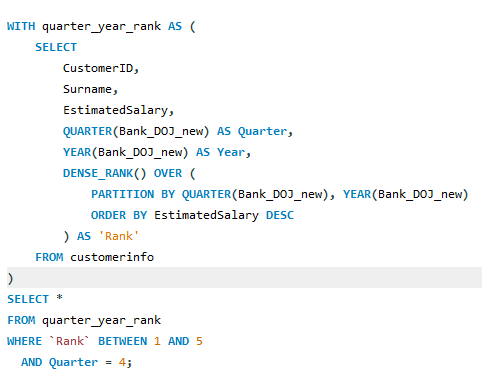 WITH quarter_year_rank AS (
    SELECT
        CustomerID,
        Surname,
        EstimatedSalary,
        QUARTER(Bank_DOJ_new) AS Quarter,
        YEAR(Bank_DOJ_new) AS Year,
        DENSE_RANK() OVER (
            PARTITION BY QUARTER(Bank_DOJ_new), YEAR(Bank_DOJ_new)
            ORDER BY EstimatedSalary DESC
        ) AS 'Rank'
    FROM customerinfo
)
SELECT *
FROM quarter_year_rank
WHERE `Rank` BETWEEN 1 AND 5
  AND Quarter = 4;